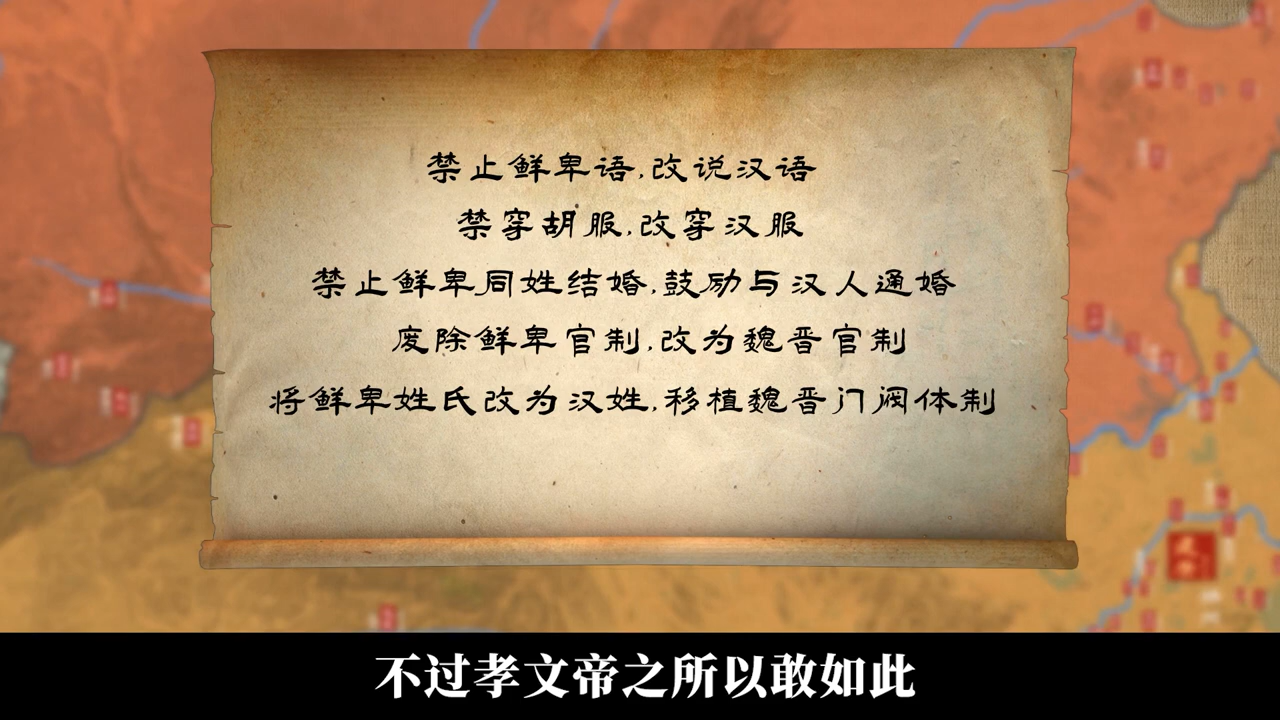 禁止鲜卑语,改说汉语
禁穿胡服,改穿汉服
禁止鲜卑同姓结婚,鼓励与汉人通婚
废除鲜卑官制,改为魏晋官制
将鲜卑姓氏改为汉姓,移植魏晋门阀体制
不过孝文帝之所以敢如此